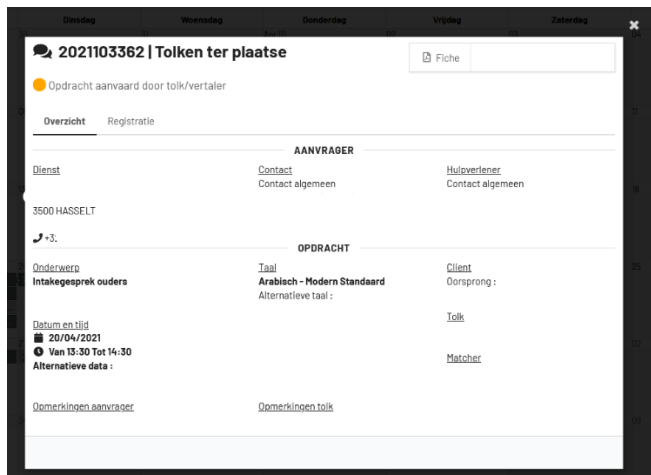 Dinsdag Woensdag Donderdag Vrijdag Zaterdag
2021103362 | Tolken ter plaatse
Fiche
Opdracht aanvaard door tolk/vertaler
Overzicht Registratie
AANVRAGER
Dienst Contact Hulpverlener
Contact algemeen Contact algemeen
3500 HASSELT
+3
OPDRACHT
Onderwerp Taal Client
Intakegesprek ouders Arabisch - Modern Standaard Oorsprong :
Alternatieve taal :
Tolk
Datum en tijd
20/04/2021
Van 13:30 Tot 14:30
Matcher
Alternatieve data :
Opmerkingen aanvrager Opmerkingen tolk